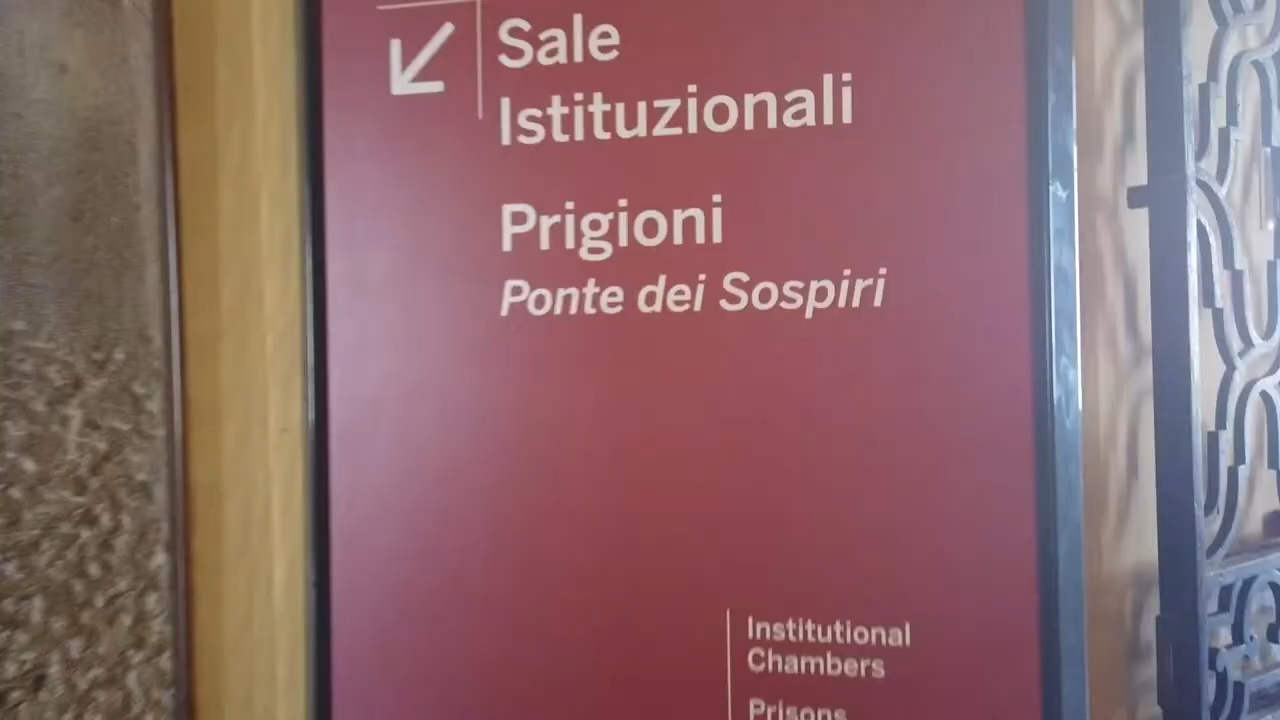 Sale
Istituzionali
Prigioni
Ponte dei Sospiri
Institutional
Chambers
Prisons